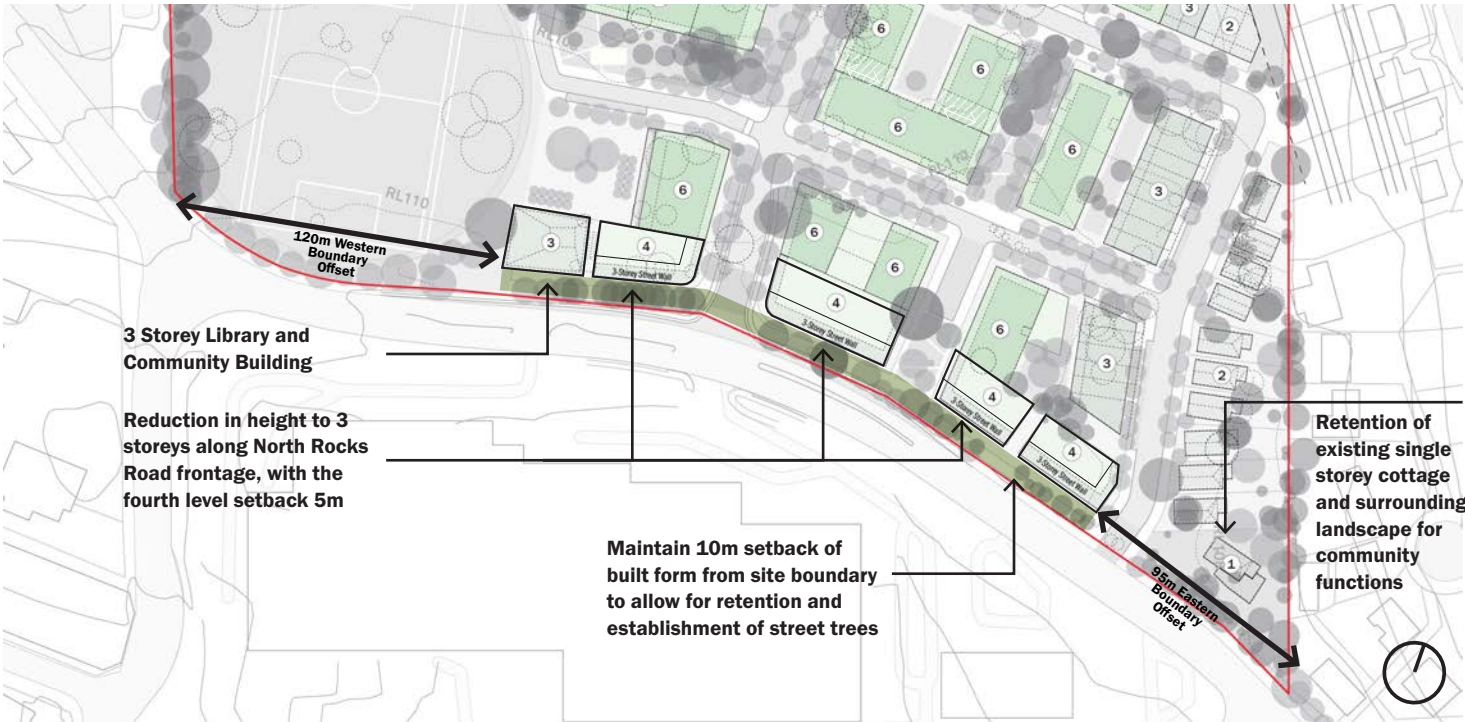 3
2
6
6
6
6
3
RL110
RL110
RL110
6
120m Western
Boundary
Offset
3
4
3-Storey Street Wall
6
6
4
3-Storey Street Wall
6
3
2
4
3-Storey Street Wall
4
3-Storey Street Wall
1
95m Eastern
Boundary
Offset
3 Storey Library and
Community Building
Reduction in height to 3
storeys along North Rocks
Road frontage, with the
fourth level setback 5m
Maintain 10m setback of
built form from site boundary
to allow for retention and
establishment of street trees
Retention of
existing single
storey cottage
and surrounding
landscape for
community
functions